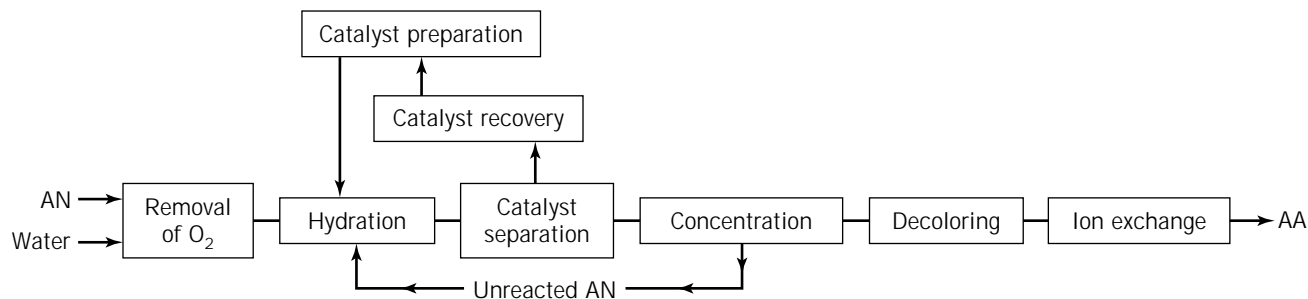 Catalyst preparation
Catalyst recovery
AN
Water
Removal
of O₂
Hydration
Catalyst
separation
Concentration
Decoloring
Ion exchange
AA
Unreacted AN